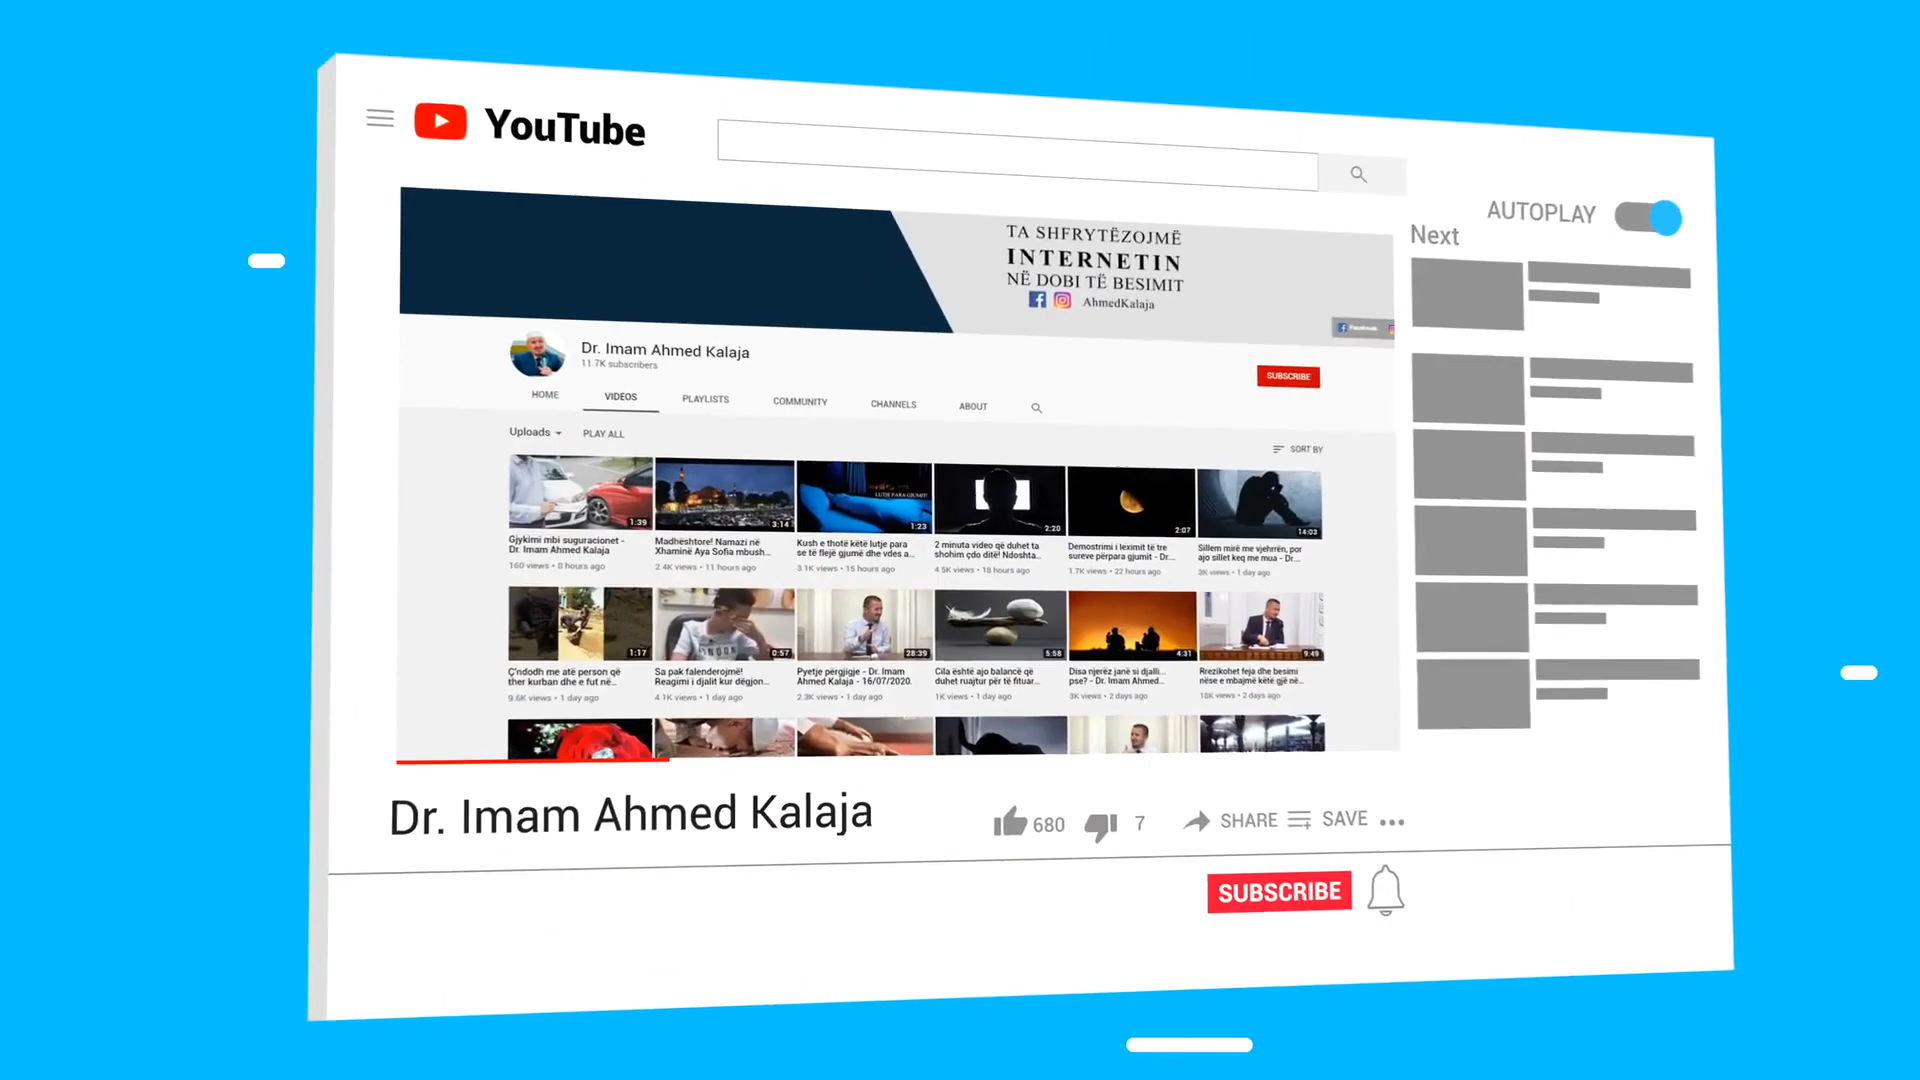 YouTube
AUTOPLAY
Next
TA SHFRYTËZOJMË
INTERNETIN
NË DOBI TË BESIMIT
AhmedKalaja
Facebook
Dr. Imam Ahmed Kalaja
11.7K subscribers
SUBSCRIBE
HOME VIDEOS PLAYLISTS COMMUNITY CHANNELS ABOUT
Uploads PLAY ALL SORT BY
1:39 3:14 LUTJE PARA GJUMIT! 1:23 2:20 2:07 14:03
Gjykimi mbi suguracionet -
Dr. Imam Ahmed Kalaja
160 views • 8 hours ago
Madhështore! Namazi në
Xhaminë Aya Sofia mbush...
2.4K views • 11 hours ago
Kush e thotë këtë lutje para
se të flejë gjumë dhe vdes a...
3.1K views • 15 hours ago
2 minuta video që duhet ta
shohim çdo ditë! Ndoshta...
4.5K views • 18 hours ago
Demostrimi i leximit të tre
sureve përpara gjumit - Dr...
1.7K views • 22 hours ago
Sillem mirë me vjehrrën, por
ajo sillet keq me mua - Dr...
3K views • 1 day ago
1:17 0:57 28:39 5:58 4:31 9:49
Ç'ndodh me atë person që
ther kurban dhe e fut në...
9.6K views • 1 day ago
Sa pak falenderojmë!
Reagimi i djalit kur dëgjon...
4.1K views • 1 day ago
Pyetje përgjigje - Dr. Imam
Ahmed Kalaja - 16/07/2020
2.3K views • 1 day ago
Cila është ajo balancë që
duhet ruajtur për të fituar...
1K views • 1 day ago
Disa njerëz janë si djalli...
pse? - Dr. Imam Ahmed...
3K views • 2 days ago
Rrezikohet feja dhe besimi
nëse e mbajmë këtë gjë në...
18K views • 2 days ago
Dr. Imam Ahmed Kalaja
680 7 SHARE SAVE
SUBSCRIBE